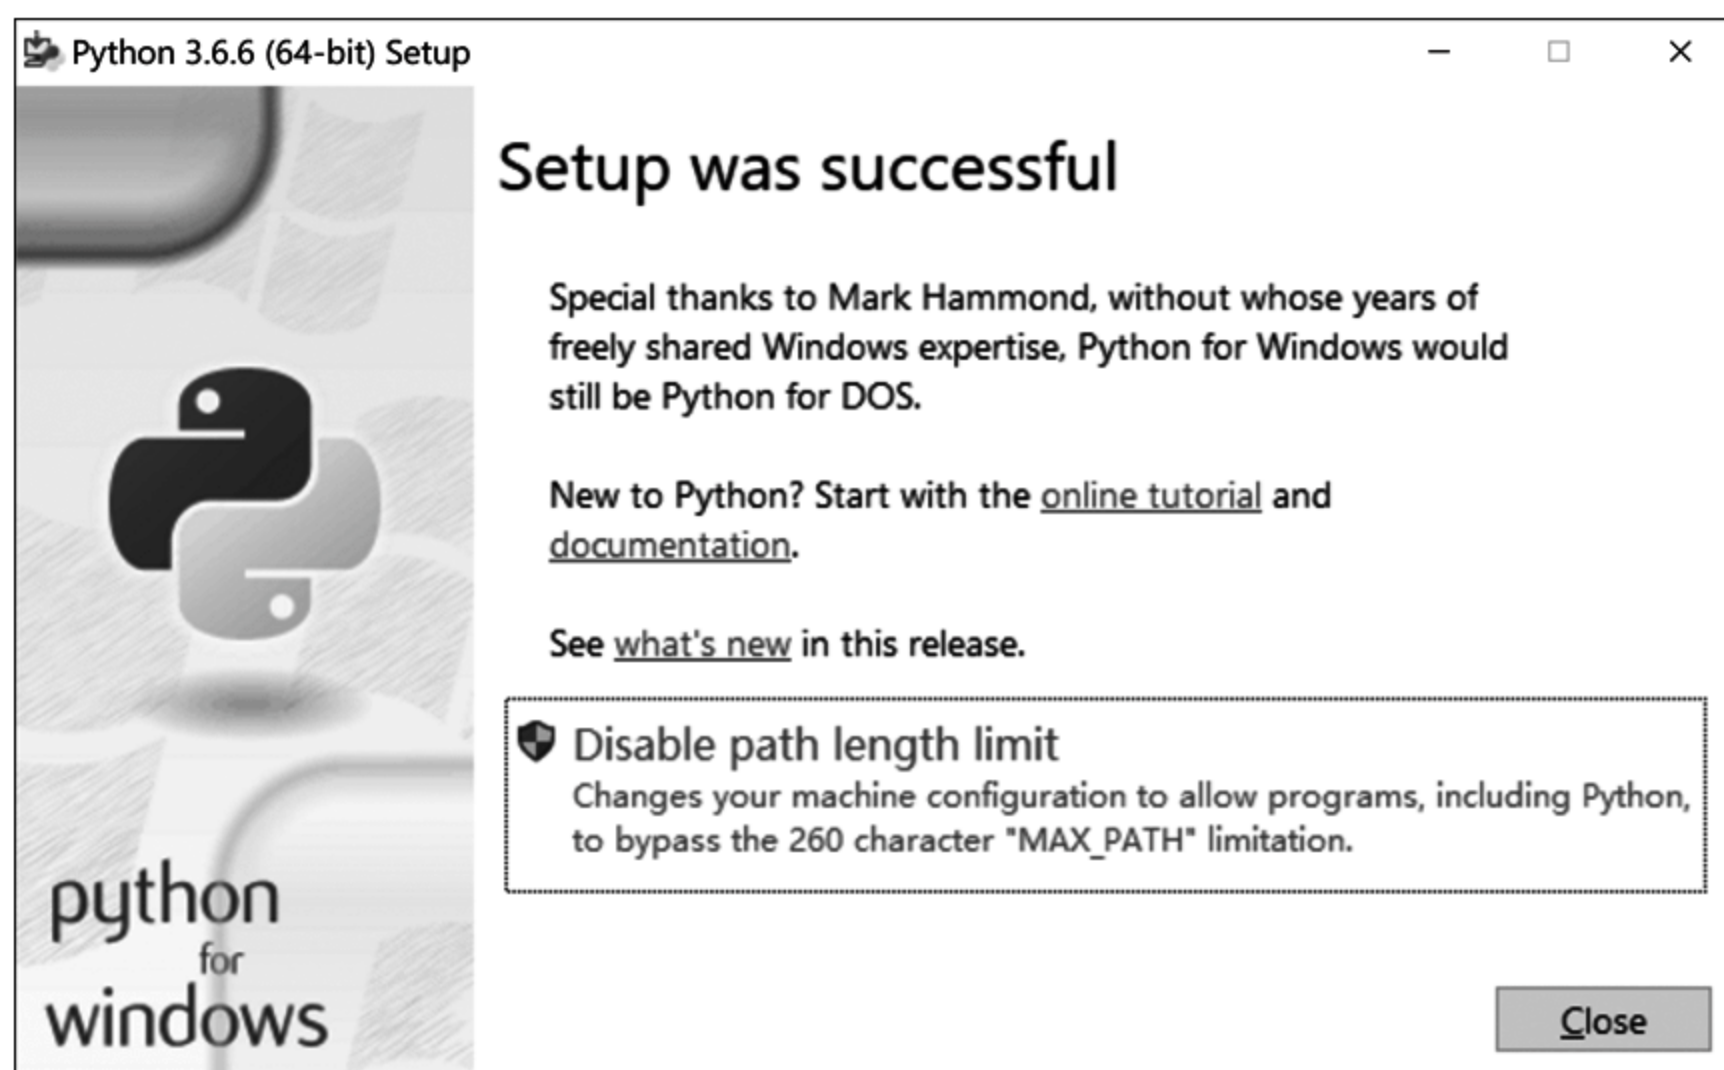 Python 3.6.6 (64-bit) Setup
Setup was successful
Special thanks to Mark Hammond, without whose years of
freely shared Windows expertise, Python for Windows would
still be Python for DOS.
New to Python? Start with the online tutorial and
documentation.
See what's new in this release.
Disable path length limit
Changes your machine configuration to allow programs, including Python,
to bypass the 260 character "MAX_PATH" limitation.
python
for
windows
Close